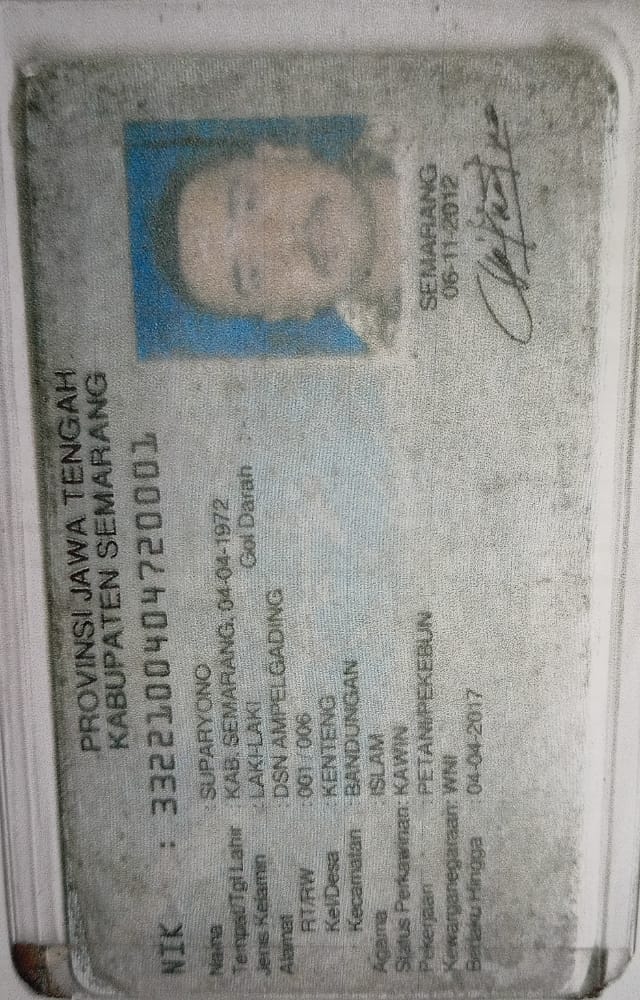 PROVINSI JAWA TENGAH
KABUPATEN SEMARANG
NIK : 3322100404720001
Nama : SUPARYONO
Tempat/Tgl Lahir : KAB. SEMARANG, 04-04-1972
Jenis Kelamin : LAKI-LAKI Gol Darah :
Alamat : DSN AMPELGADING
RT/RW : 001/006
Kel/Desa : KENTENG
Kecamatan : BANDUNGAN
Agama : ISLAM
Status Perkawinan: KAWIN
Pekerjaan : PETANI/PEKEBUN
Kewarganegaraan: WNI
Berlaku Hingga : 04-04-2017
SEMARANG
06-11-2012